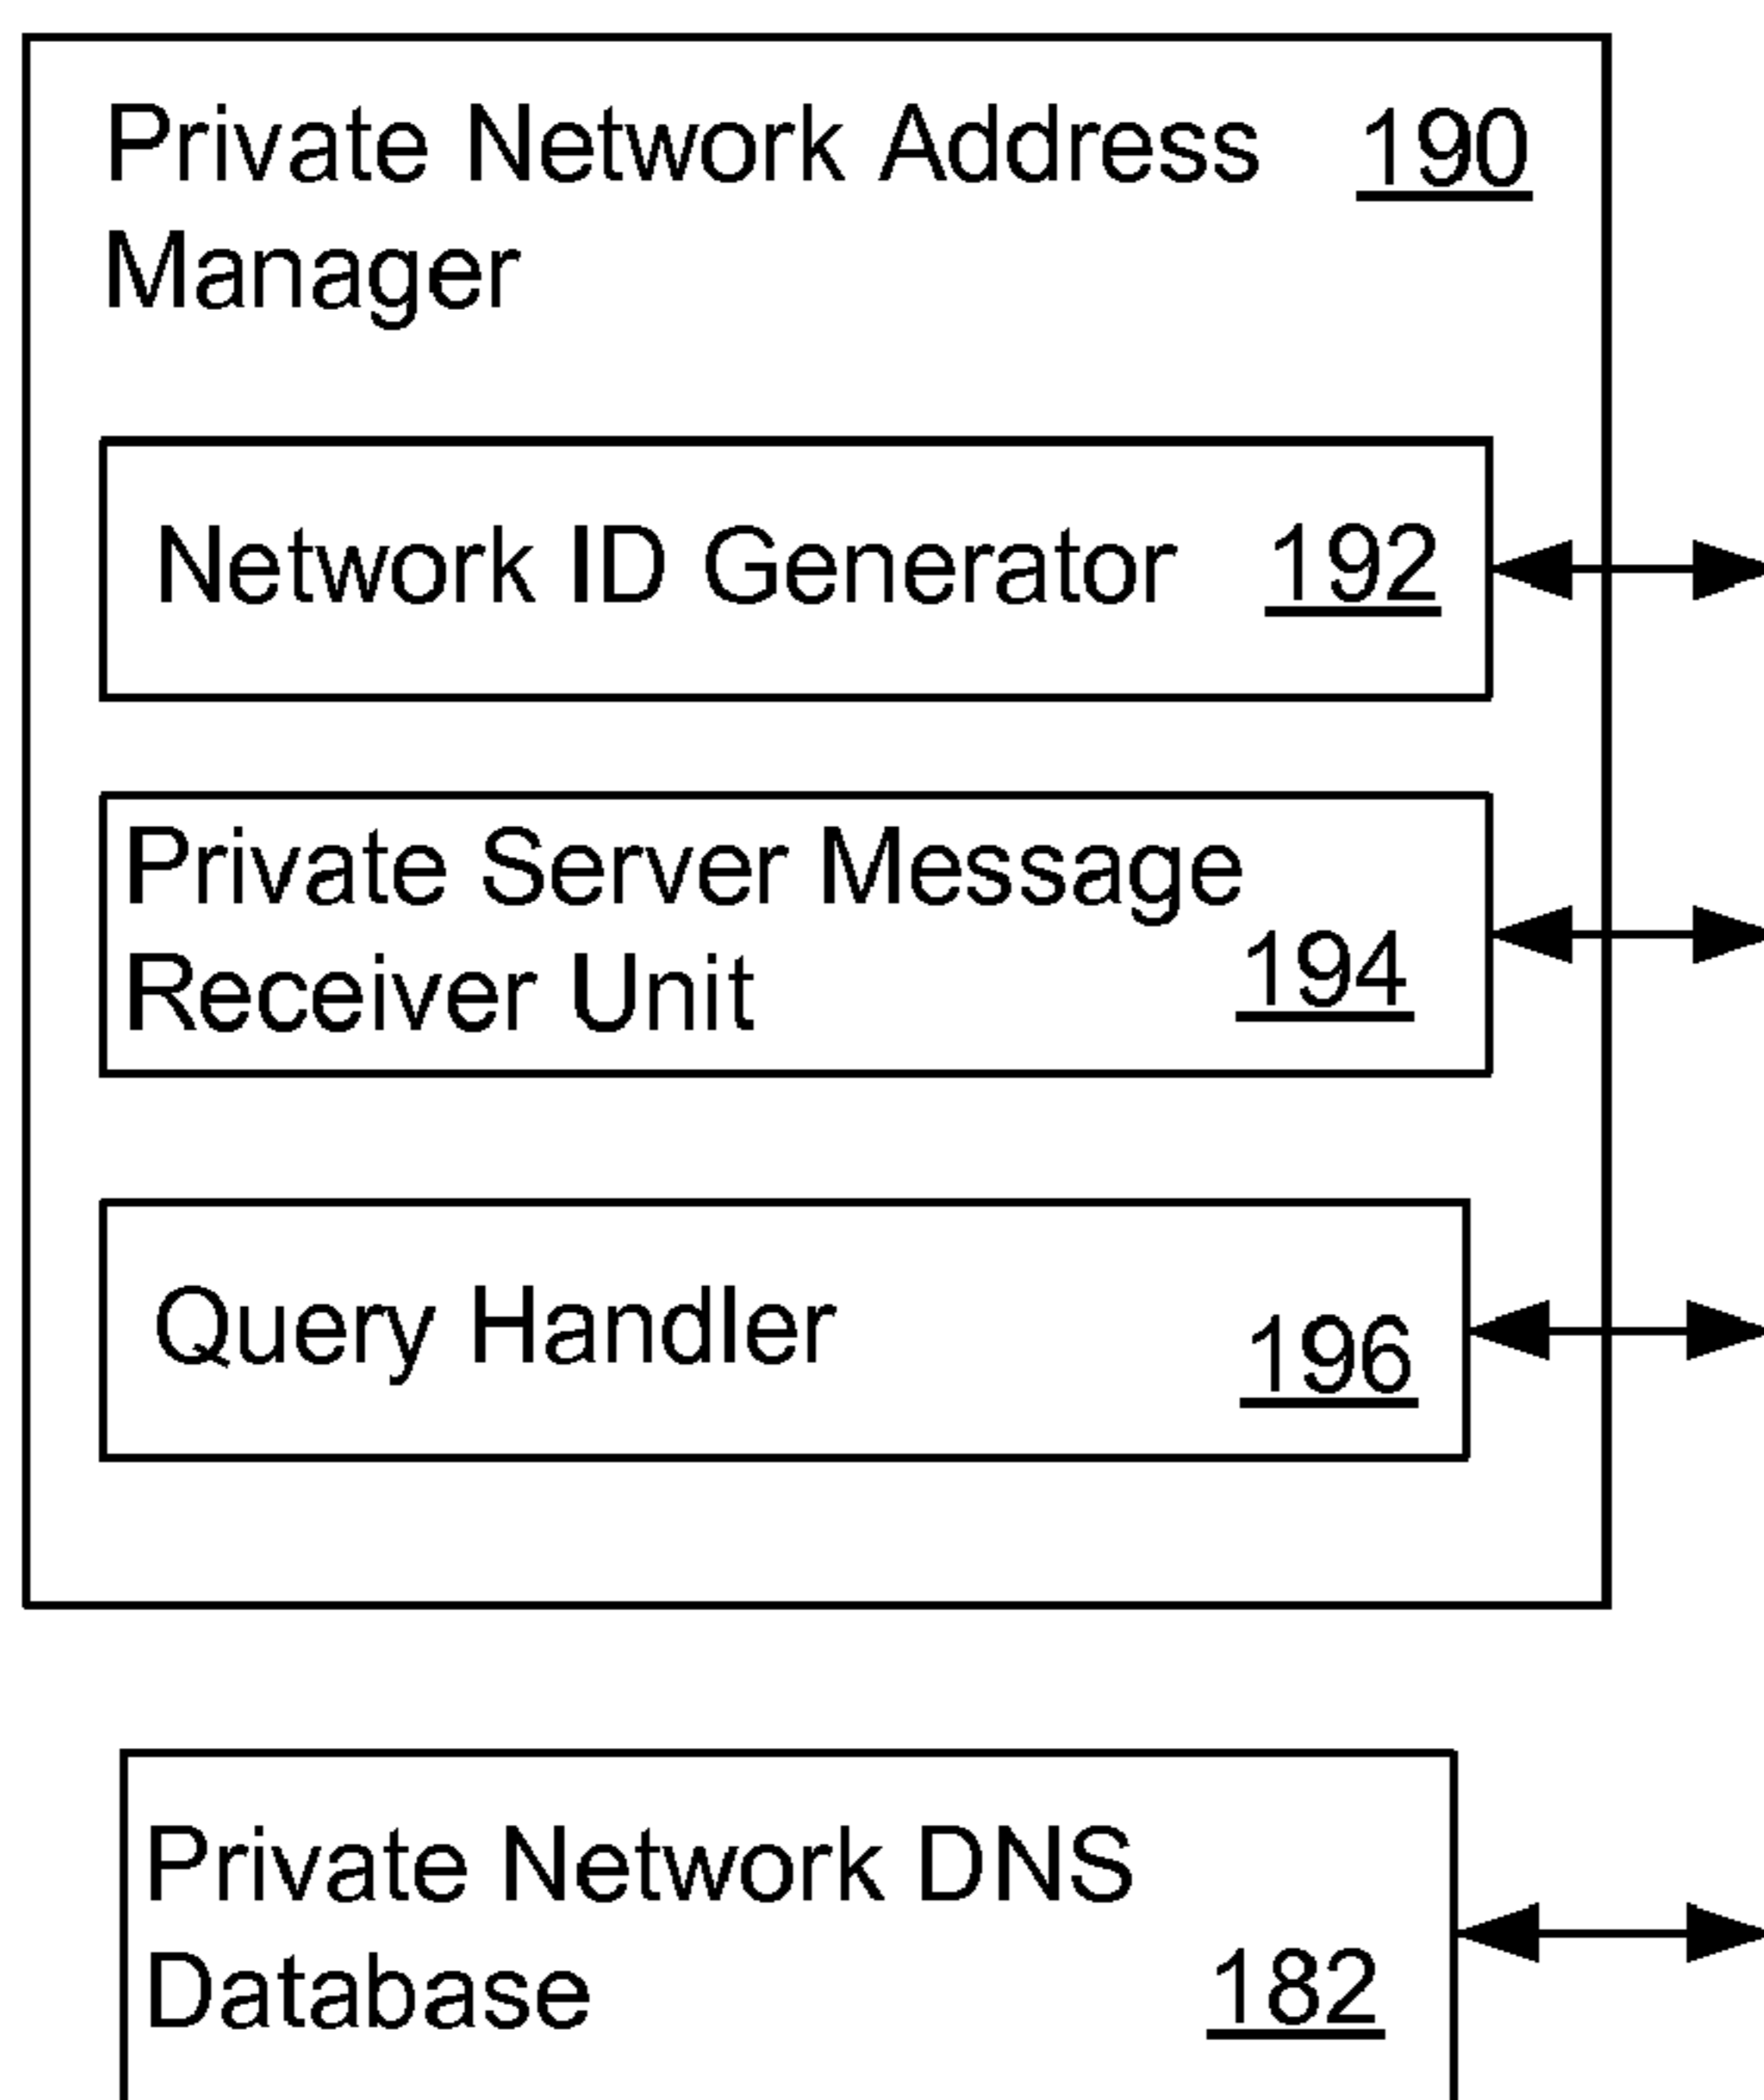 Private Network Address 190
Manager
Network ID Generator 192
Private Server Message
Receiver Unit 194
Query Handler 196
Private Network DNS
Database 182